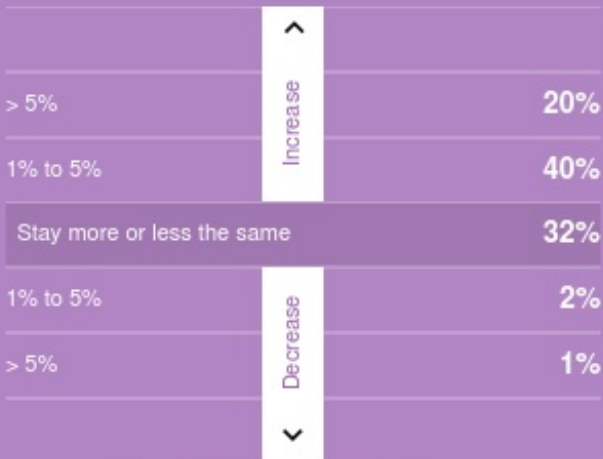 > 5% 20%
Increase
1% to 5% 40%
Stay more or less the same 32%
1% to 5% 2%
Decrease
> 5% 1%